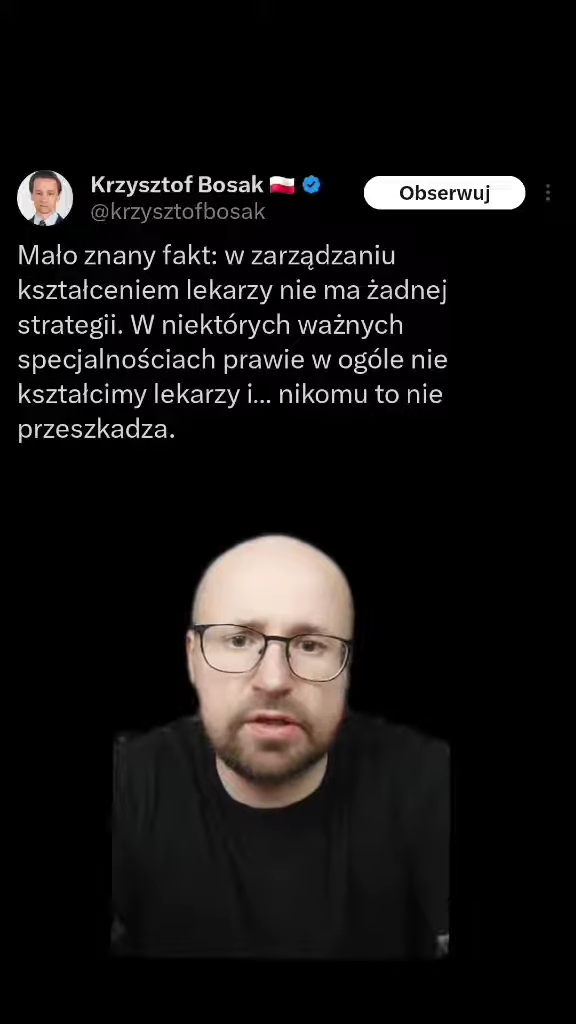 Krzysztof Bosak 🇵🇱
@krzysztofbosak
Obserwuj
Mało znany fakt: w zarządzaniu
kształceniem lekarzy nie ma żadnej
strategii. W niektórych ważnych
specjalnościach prawie w ogóle nie
kształcimy lekarzy i... nikomu to nie
przeszkadza.